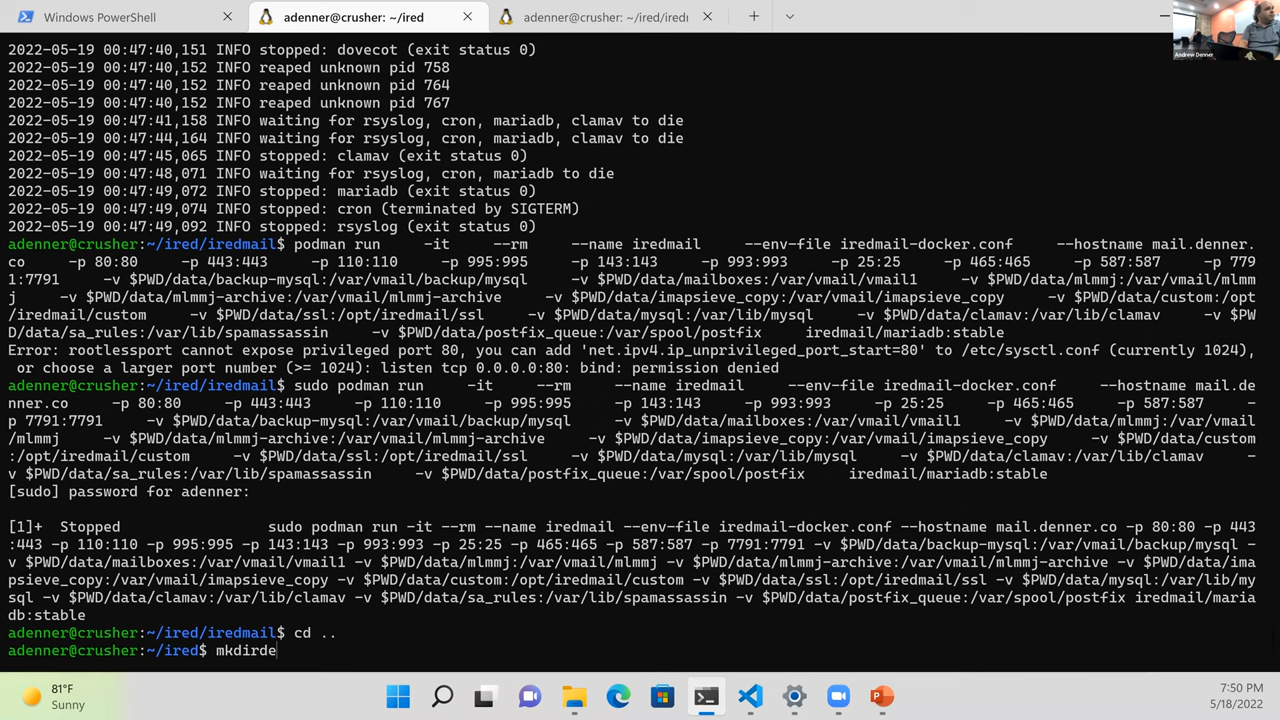 Windows PowerShell
adenner@crusher: ~/ired
adenner@crusher: ~/ired/iredr
2022-05-19 00:47:40,151 INFO stopped: dovecot (exit status 0)
2022-05-19 00:47:40,152 INFO reaped unknown pid 758
2022-05-19 00:47:40,152 INFO reaped unknown pid 764
2022-05-19 00:47:40,152 INFO reaped unknown pid 767
2022-05-19 00:47:41,158 INFO waiting for rsyslog, cron, mariadb, clamav to die
2022-05-19 00:47:44,164 INFO waiting for rsyslog, cron, mariadb, clamav to die
2022-05-19 00:47:45,065 INFO stopped: clamav (exit status 0)
2022-05-19 00:47:48,071 INFO waiting for rsyslog, cron, mariadb to die
2022-05-19 00:47:49,072 INFO stopped: mariadb (exit status 0)
2022-05-19 00:47:49,074 INFO stopped: cron (terminated by SIGTERM)
2022-05-19 00:47:49,092 INFO stopped: rsyslog (exit status 0)
adenner@crusher:~/ired/iredmail$ podman run -it --rm --name iredmail --env-file iredmail-docker.conf --hostname mail.denner.
co -p 80:80 -p 443:443 -p 110:110 -p 995:995 -p 143:143 -p 993:993 -p 25:25 -p 465:465 -p 587:587 -p 779
1:7791 -v $PWD/data/backup-mysql:/var/vmail/backup/mysql -v $PWD/data/mailboxes:/var/vmail/vmail1 -v $PWD/data/mlmmj:/var/vmail/mlmm
j -v $PWD/data/mlmmj-archive:/var/vmail/mlmmj-archive -v $PWD/data/imapsieve_copy:/var/vmail/imapsieve_copy -v $PWD/data/custom:/opt
/iredmail/custom -v $PWD/data/ssl:/opt/iredmail/ssl -v $PWD/data/mysql:/var/lib/mysql -v $PWD/data/clamav:/var/lib/clamav -v $PW
D/data/sa_rules:/var/lib/spamassassin -v $PWD/data/postfix_queue:/var/spool/postfix iredmail/mariadb:stable
Error: rootlessport cannot expose privileged port 80, you can add 'net.ipv4.ip_unprivileged_port_start=80' to /etc/sysctl.conf (currently 1024),
or choose a larger port number (>= 1024): listen tcp 0.0.0.0:80: bind: permission denied
adenner@crusher:~/ired/iredmail$ sudo podman run -it --rm --name iredmail --env-file iredmail-docker.conf --hostname mail.de
nner.co -p 80:80 -p 443:443 -p 110:110 -p 995:995 -p 143:143 -p 993:993 -p 25:25 -p 465:465 -p 587:587 -
p 7791:7791 -v $PWD/data/backup-mysql:/var/vmail/backup/mysql -v $PWD/data/mailboxes:/var/vmail/vmail1 -v $PWD/data/mlmmj:/var/vmail
/mlmmj -v $PWD/data/mlmmj-archive:/var/vmail/mlmmj-archive -v $PWD/data/imapsieve_copy:/var/vmail/imapsieve_copy -v $PWD/data/custom
:/opt/iredmail/custom -v $PWD/data/ssl:/opt/iredmail/ssl -v $PWD/data/mysql:/var/lib/mysql -v $PWD/data/clamav:/var/lib/clamav -
v $PWD/data/sa_rules:/var/lib/spamassassin -v $PWD/data/postfix_queue:/var/spool/postfix iredmail/mariadb:stable
[sudo] password for adenner:
[1]+ Stopped sudo podman run -it --rm --name iredmail --env-file iredmail-docker.conf --hostname mail.denner.co -p 80:80 -p 443
:443 -p 110:110 -p 995:995 -p 143:143 -p 993:993 -p 25:25 -p 465:465 -p 587:587 -p 7791:7791 -v $PWD/data/backup-mysql:/var/vmail/backup/mysql -
v $PWD/data/mailboxes:/var/vmail/vmail1 -v $PWD/data/mlmmj:/var/vmail/mlmmj -v $PWD/data/mlmmj-archive:/var/vmail/mlmmj-archive -v $PWD/data/ima
psieve_copy:/var/vmail/imapsieve_copy -v $PWD/data/custom:/opt/iredmail/custom -v $PWD/data/ssl:/opt/iredmail/ssl -v $PWD/data/mysql:/var/lib/my
sql -v $PWD/data/clamav:/var/lib/clamav -v $PWD/data/sa_rules:/var/lib/spamassassin -v $PWD/data/postfix_queue:/var/spool/postfix iredmail/maria
db:stable
adenner@crusher:~/ired/iredmail$ cd ..
adenner@crusher:~/ired$ mkdirde
Andrew Denner
81°F
Sunny
7:50 PM
5/18/2022